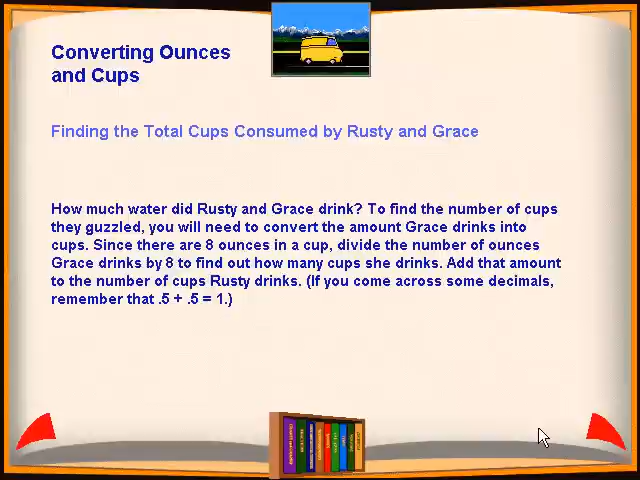 Converting Ounces
and Cups
Finding the Total Cups Consumed by Rusty and Grace
How much water did Rusty and Grace drink? To find the number of cups
they guzzled, you will need to convert the amount Grace drinks into
cups. Since there are 8 ounces in a cup, divide the number of ounces
Grace drinks by 8 to find out how many cups she drinks. Add that amount
to the number of cups Rusty drinks. (If you come across some decimals,
remember that .5 + .5 = 1.)